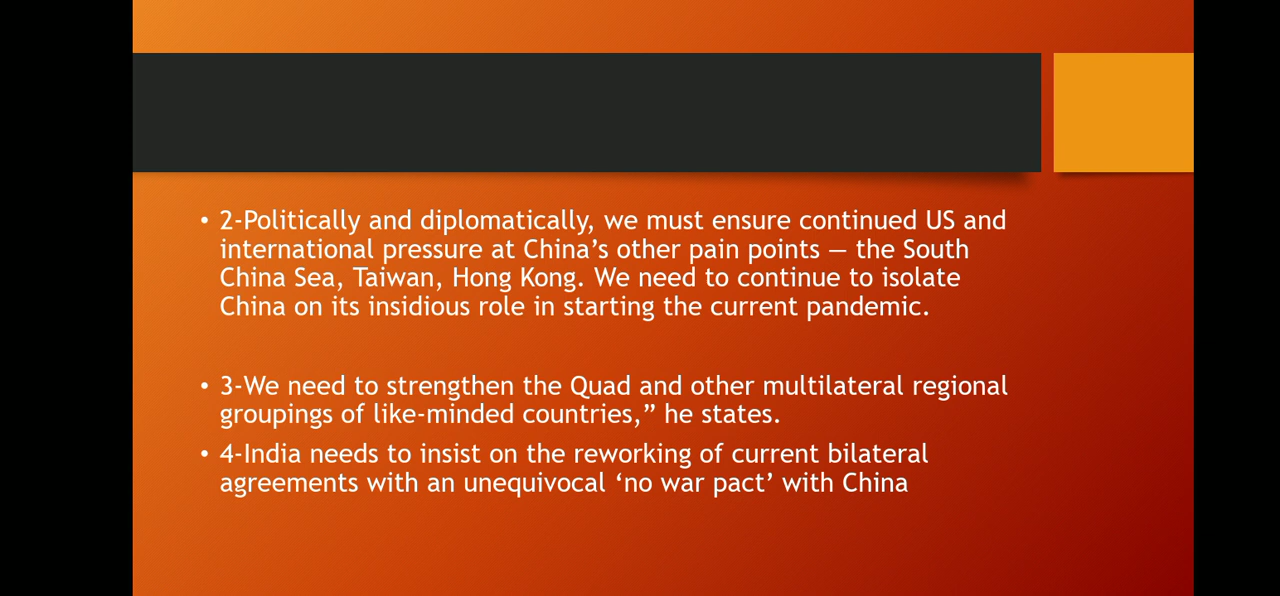 • 2-Politically and diplomatically, we must ensure continued US and
international pressure at China’s other pain points — the South
China Sea, Taiwan, Hong Kong. We need to continue to isolate
China on its insidious role in starting the current pandemic.
• 3-We need to strengthen the Quad and other multilateral regional
groupings of like-minded countries,” he states.
• 4-India needs to insist on the reworking of current bilateral
agreements with an unequivocal ‘no war pact’ with China